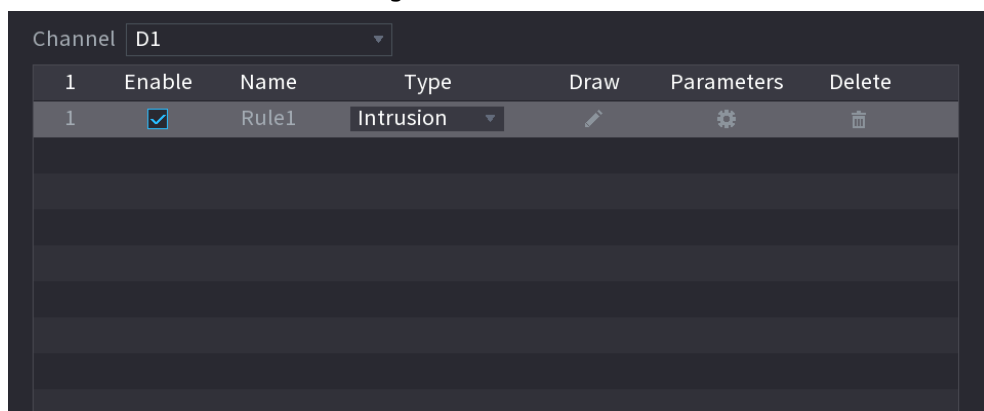 Channel D1
1 Enable Name Type Draw Parameters Delete
1 Rule1 Intrusion